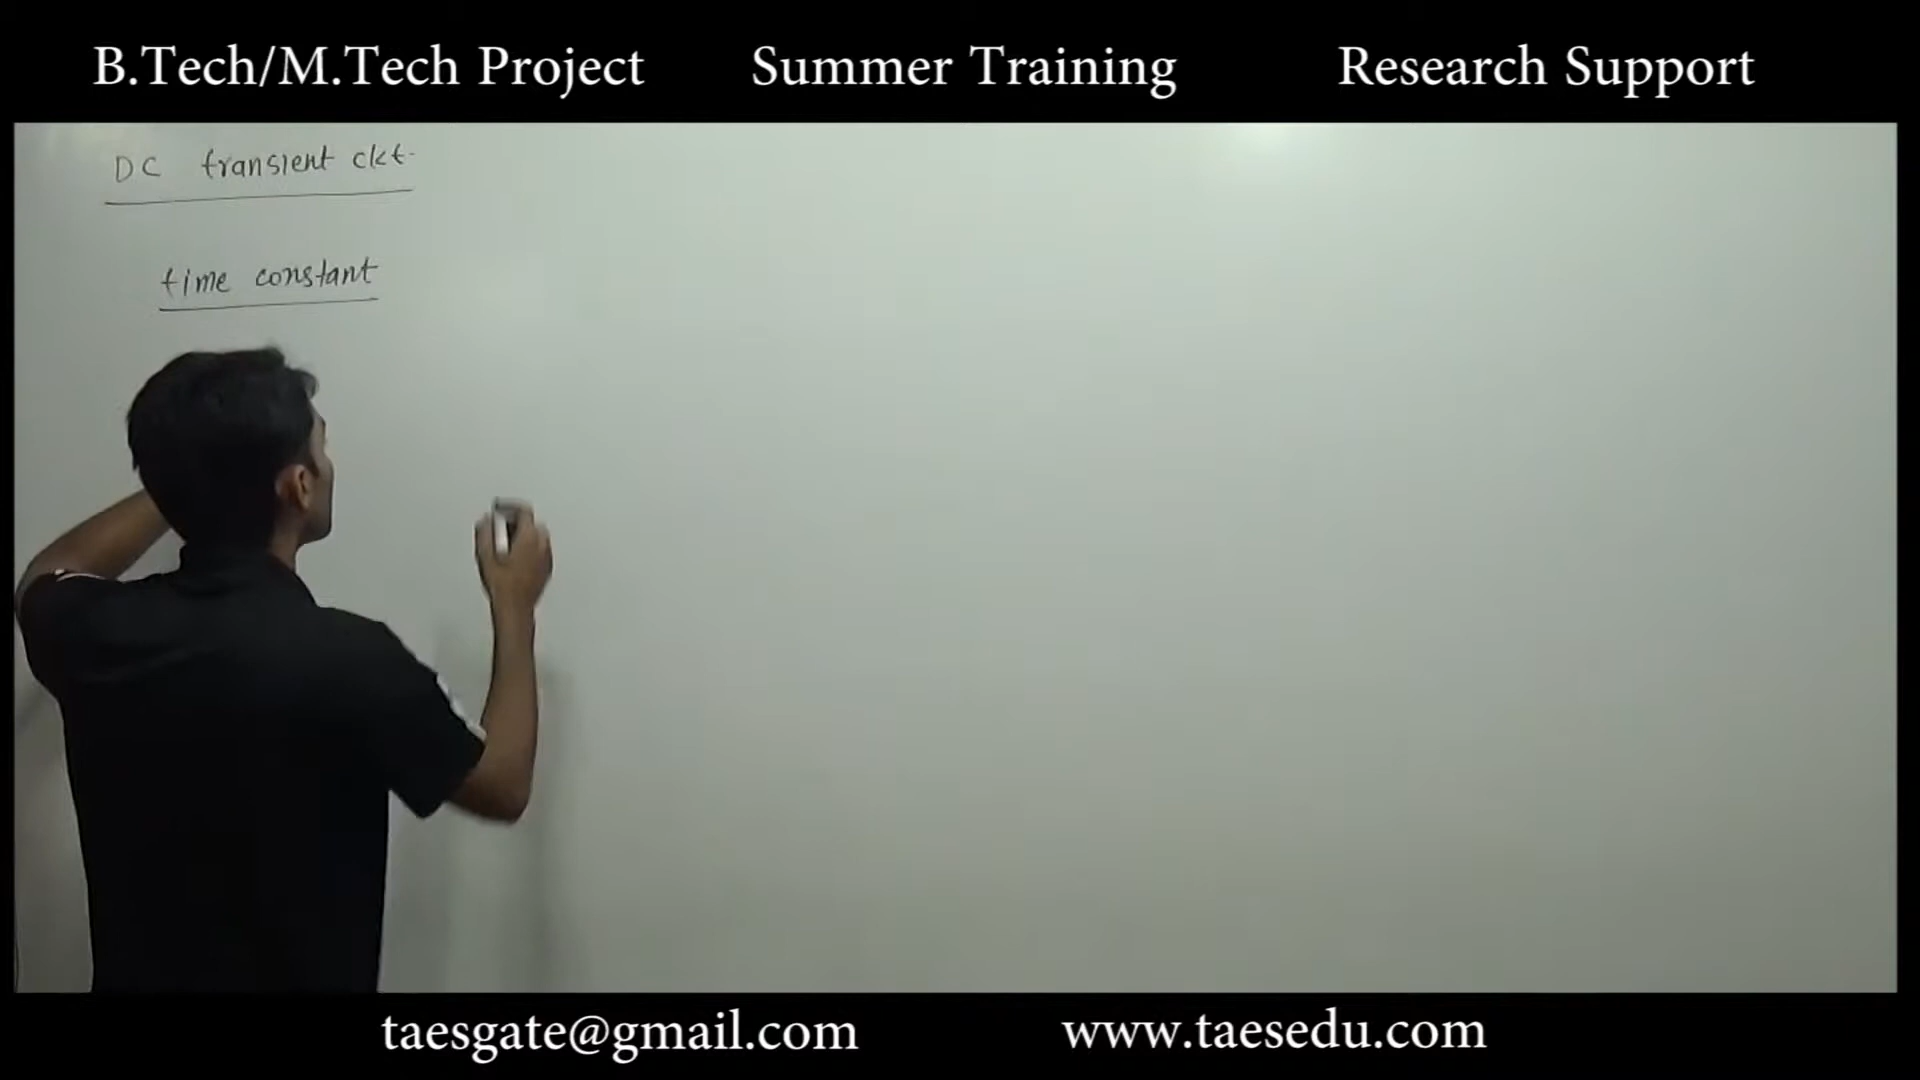 B.Tech/M.Tech Project Summer Training Research Support
DC transient ckt.
time constant
taesgate@gmail.com www.taesedu.com